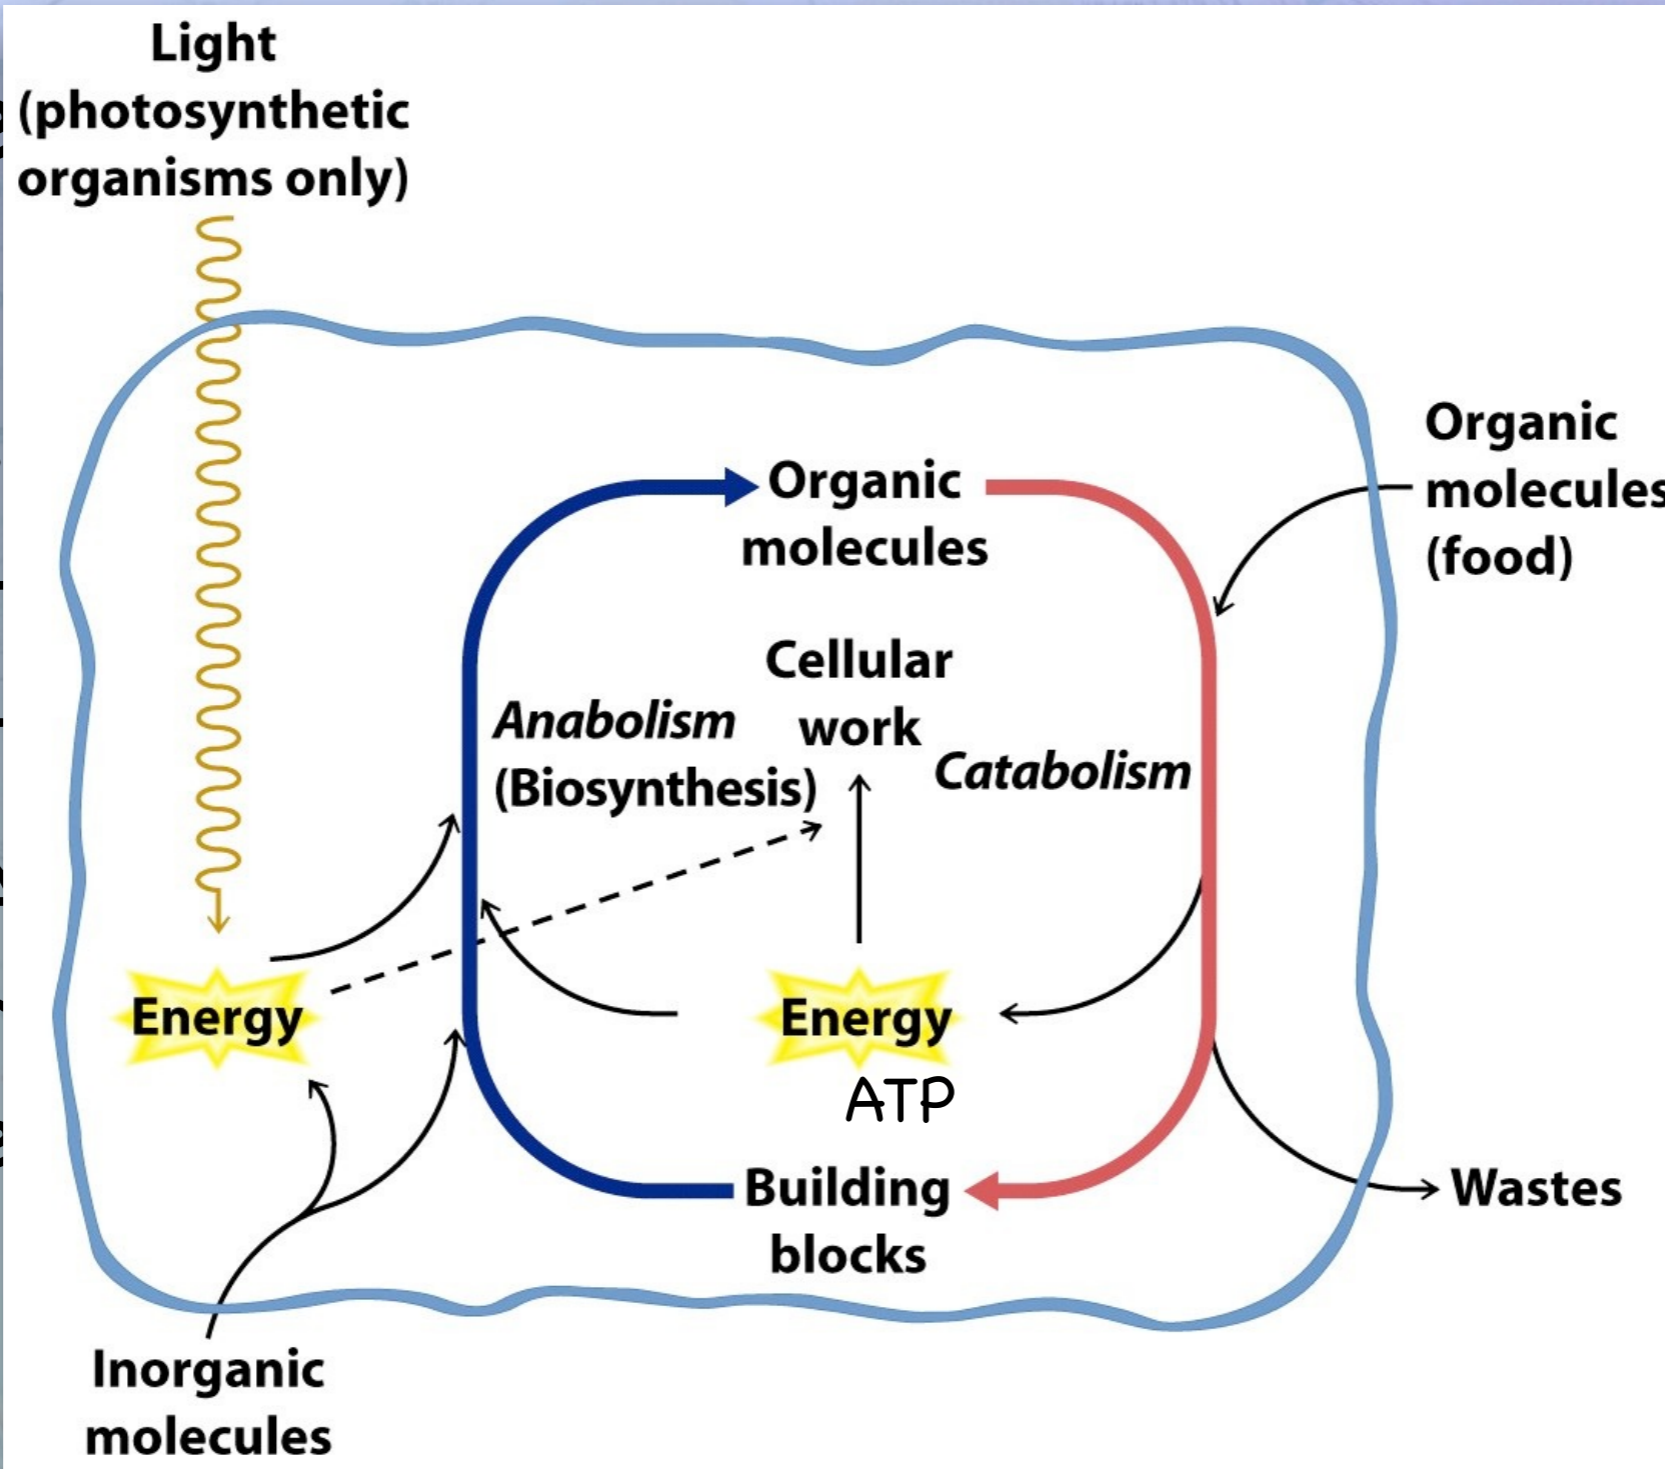 Light
(photosynthetic
organisms only)
Organic
molecules
(food)
Organic
molecules
Cellular
work
Anabolism
(Biosynthesis)
Catabolism
Energy
Energy
ATP
Building
blocks
Wastes
Inorganic
molecules